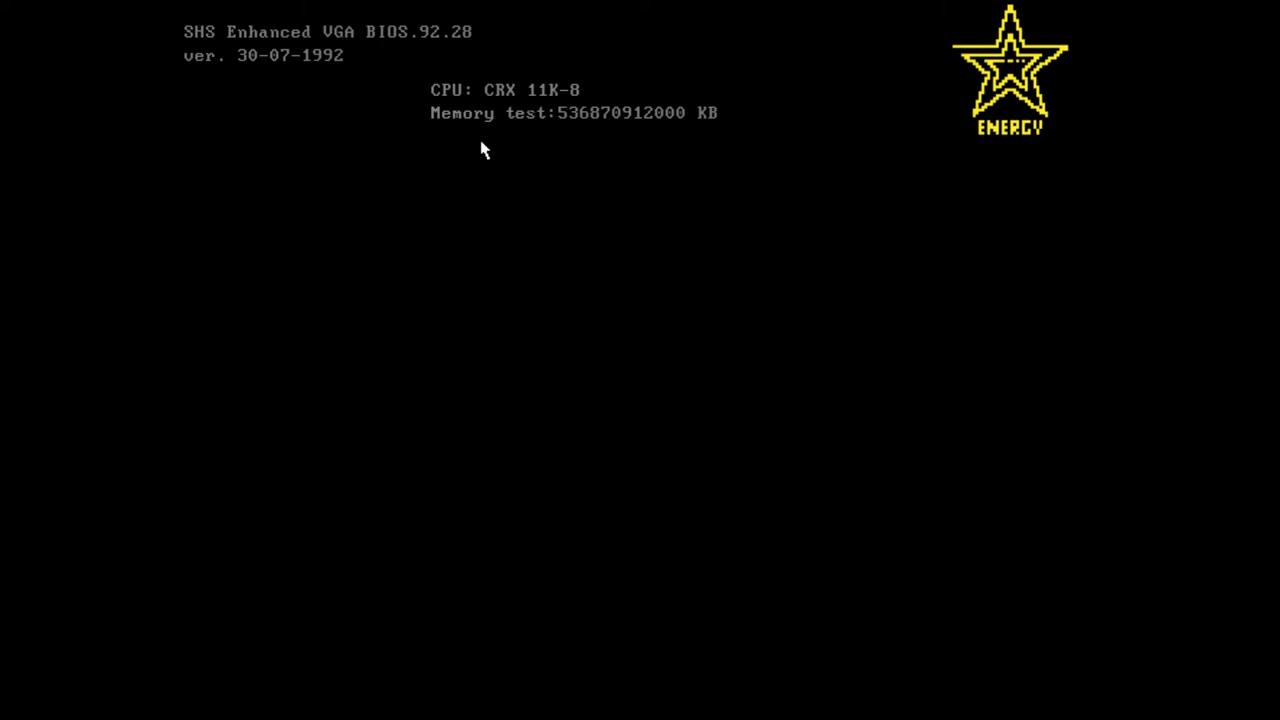 SHS Enhanced VGA BIOS.92.28
ver. 30-07-1992
ENERGY
CPU: CRX 11K-8
Memory test:536870912000 KB